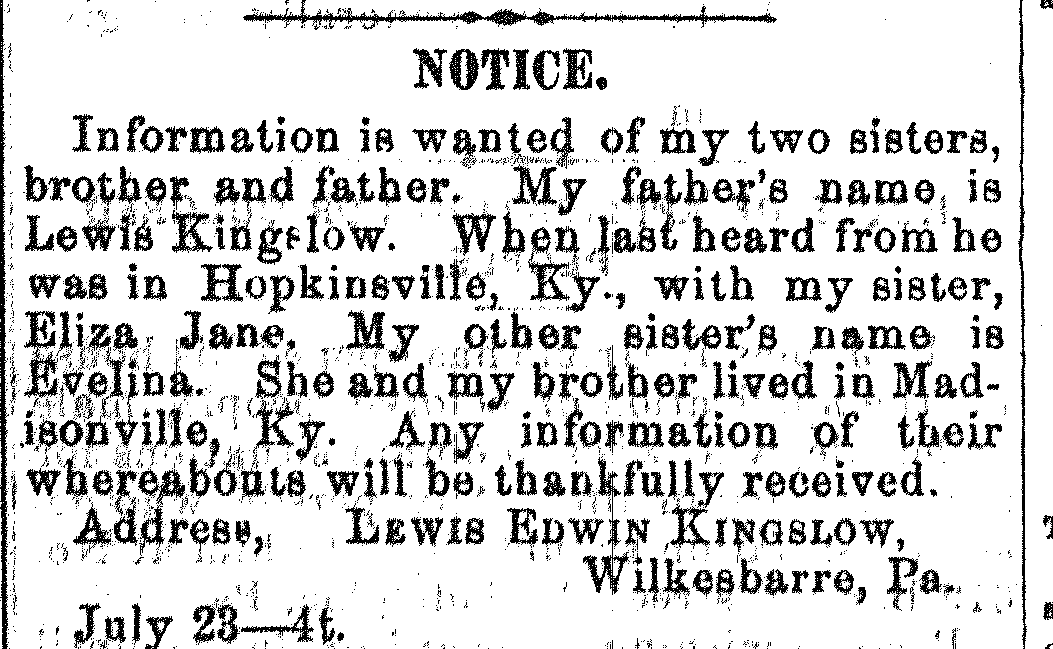 NOTICE.
Information is wanted of my two sisters,
brother and father. My father's name is
Lewis Kingslow. When last heard from he
was in Hopkinsville, Ky., with my sister,
Eliza Jane. My other sister's name is
Evelina. She and my brother lived in Mad-
isonville, Ky. Any information of their
whereabouts will be thankfully received.
Address, LEWIS EDWIN KINGSLOW,
Wilkesbarre, Pa.
July 23—4t.